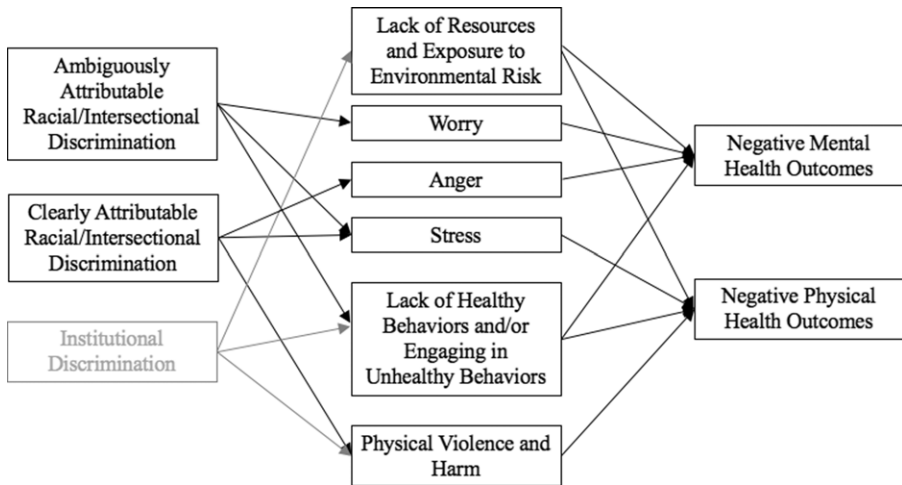 Ambiguously
Attributable
Racial/Intersectional
Discrimination
Clearly Attributable
Racial/Intersectional
Discrimination
Institutional
Discrimination
Lack of Resources
and Exposure to
Environmental Risk
Worry
Anger
Stress
Lack of Healthy
Behaviors and/or
Engaging in
Unhealthy Behaviors
Physical Violence and
Harm
Negative Mental
Health Outcomes
Negative Physical
Health Outcomes